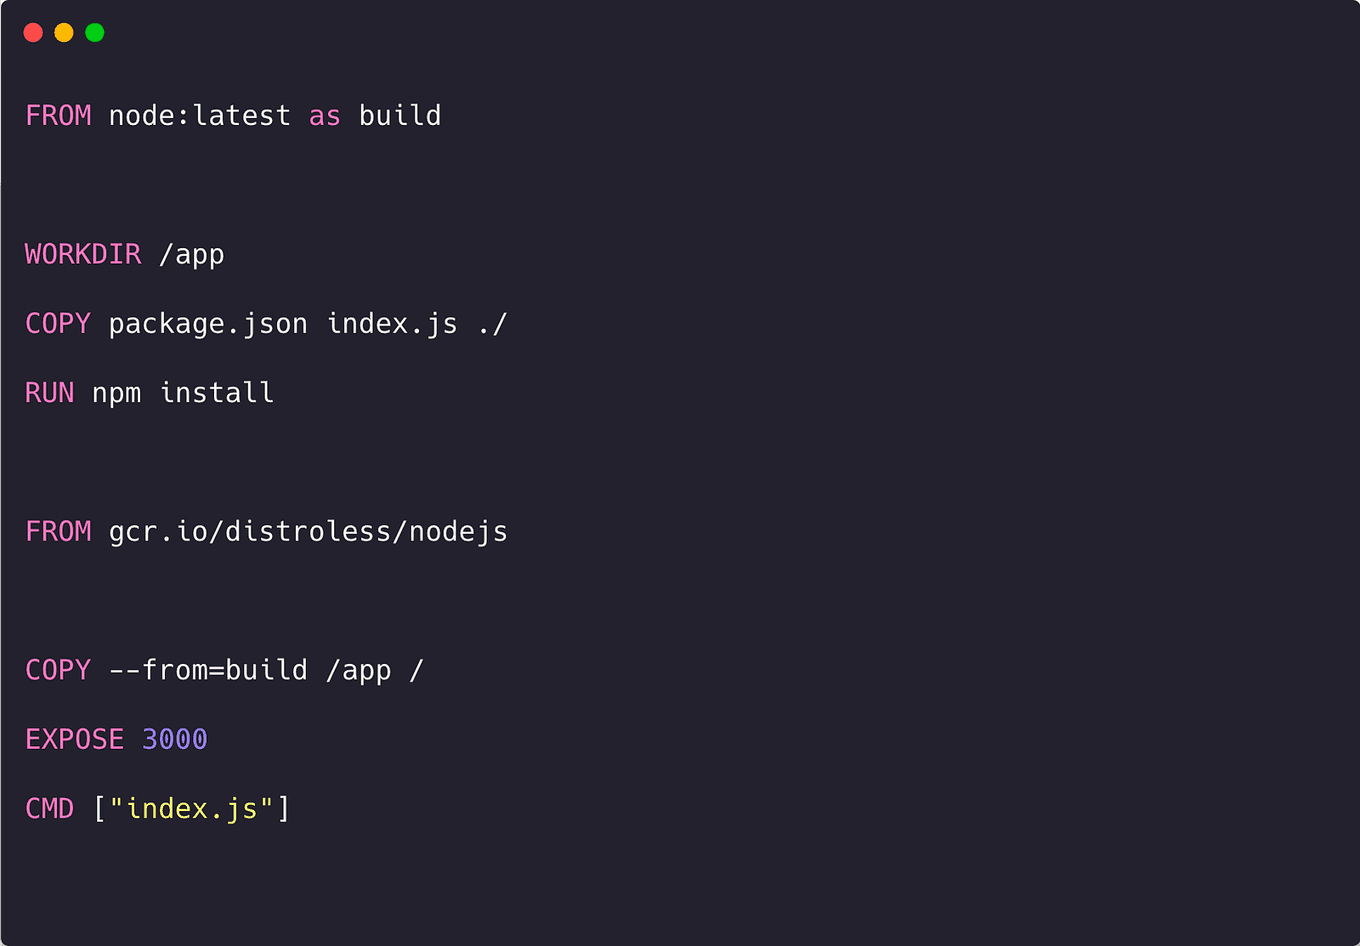 FROM node:latest as build
WORKDIR /app
COPY package.json index.js ./
RUN npm install
FROM gcr.io/distroless/nodejs
COPY --from=build /app /
EXPOSE 3000
CMD ["index.js"]